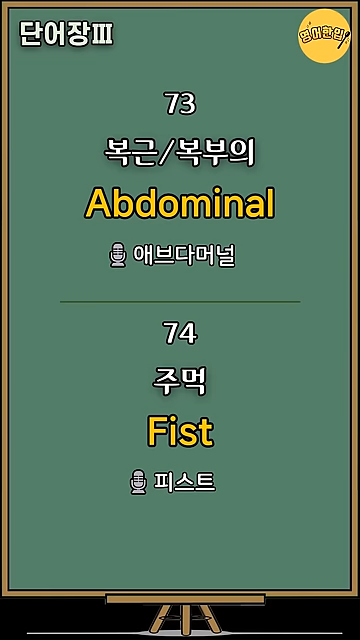 단어장Ⅲ
영어한입
73
복근/복부의
Abdominal
애브다머널
74
주먹
Fist
피스트